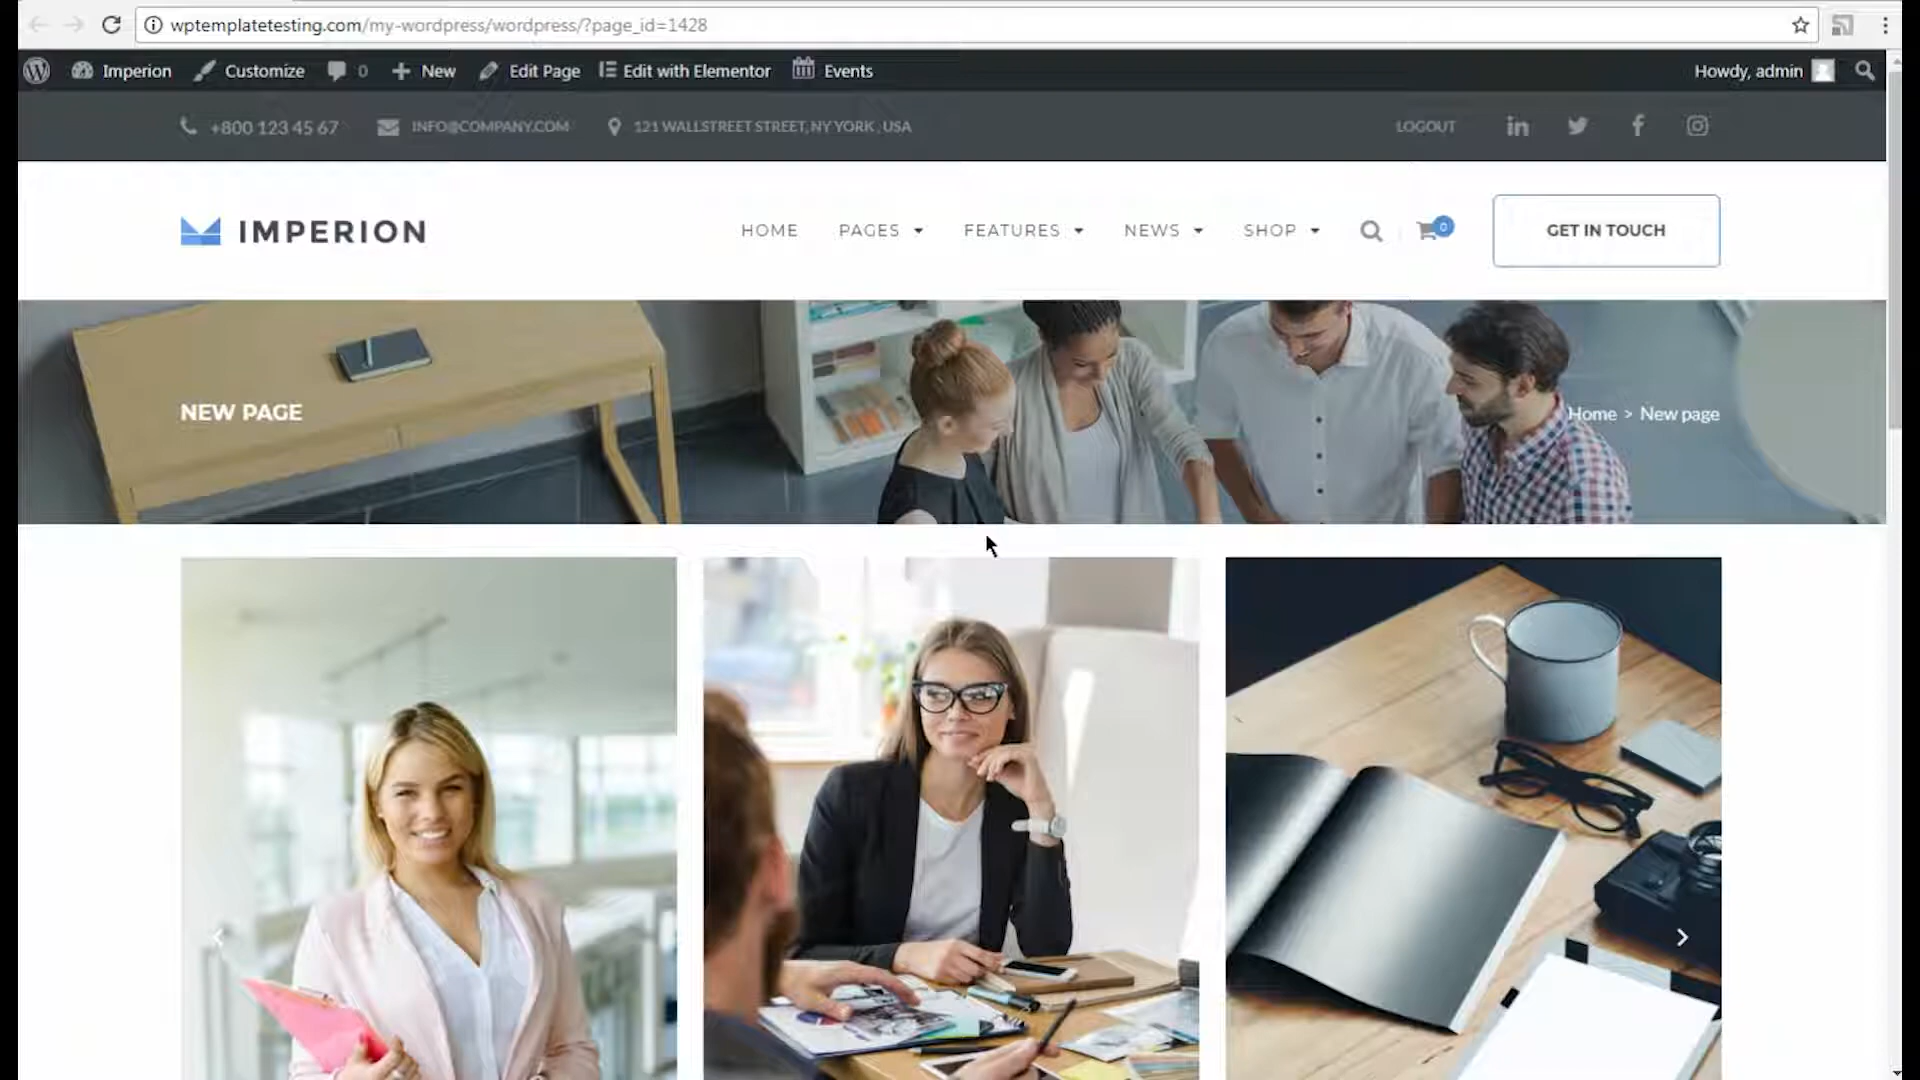 wptemplatetesting.com/my-wordpress/wordpress/?page_id=1428
Imperion Customize 0 New Edit Page Edit with Elementor Events Howdy, admin
+800 123 45 67 INFO@COMPANY.COM 121 WALLSTREET STREET, NY YORK , USA LOGOUT
IMPERION HOME PAGES FEATURES NEWS SHOP 0 GET IN TOUCH
NEW PAGE Home > New page